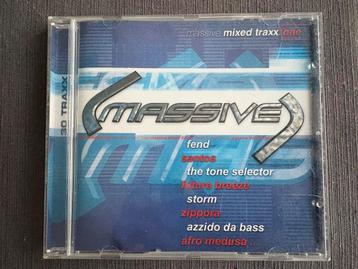 ...massive mixed traxx one
30 TRAXX
MASSIVE
fend
santos
the tone selector
future breeze
storm
zippora
azzido da bass
afro medusa ...